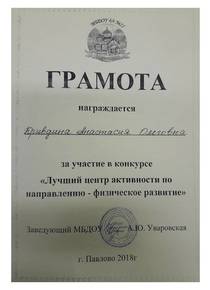 ГРАМОТА
награждается
Кривдина Анастасия Олеговна
за участие в конкурсе
«Лучший центр активности по
направлению - физическое развитие»
Заведующий МБДОУ А.Ю. Уваровская
г. Павлово 2018г